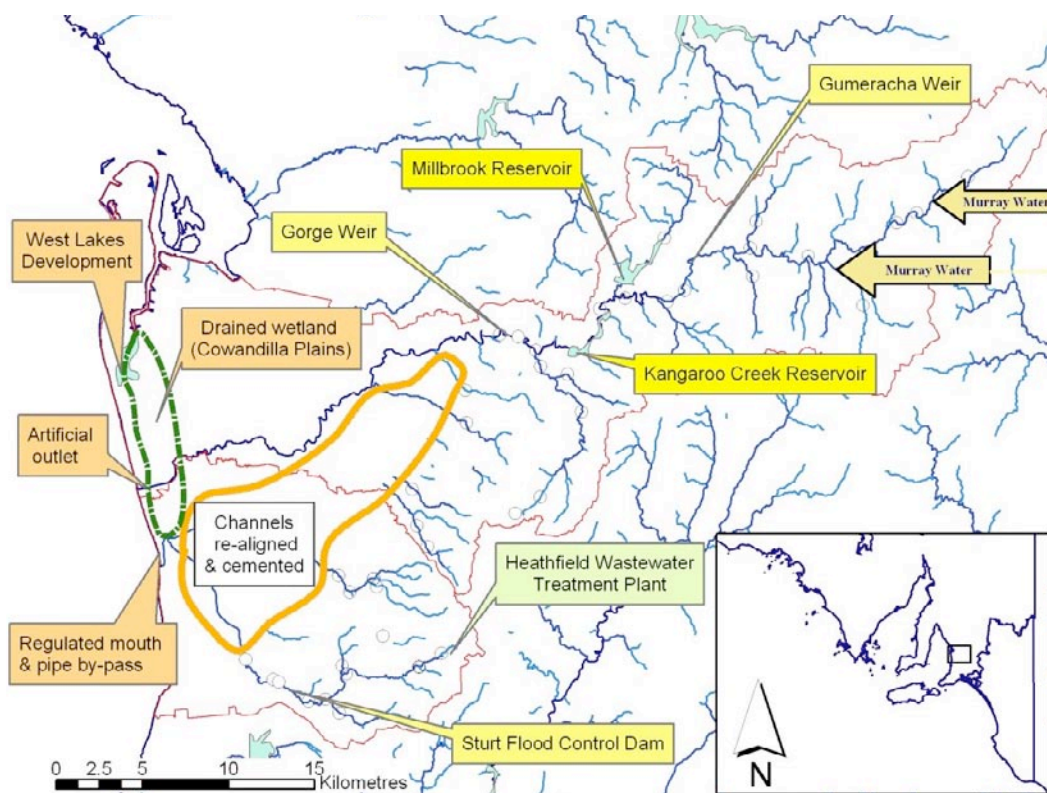 Gumeracha Weir
Millbrook Reservoir
Murray Water
West Lakes
Development
Gorge Weir
Murray Water
Drained wetland
(Cowandilla Plains)
Kangaroo Creek Reservoir
Artificial
outlet
Channels
re-aligned
& cemented
Heathfield Wastewater
Treatment Plant
Regulated mouth
& pipe by-pass
Sturt Flood Control Dam
0 2.5 5 10 15
Kilometres
N